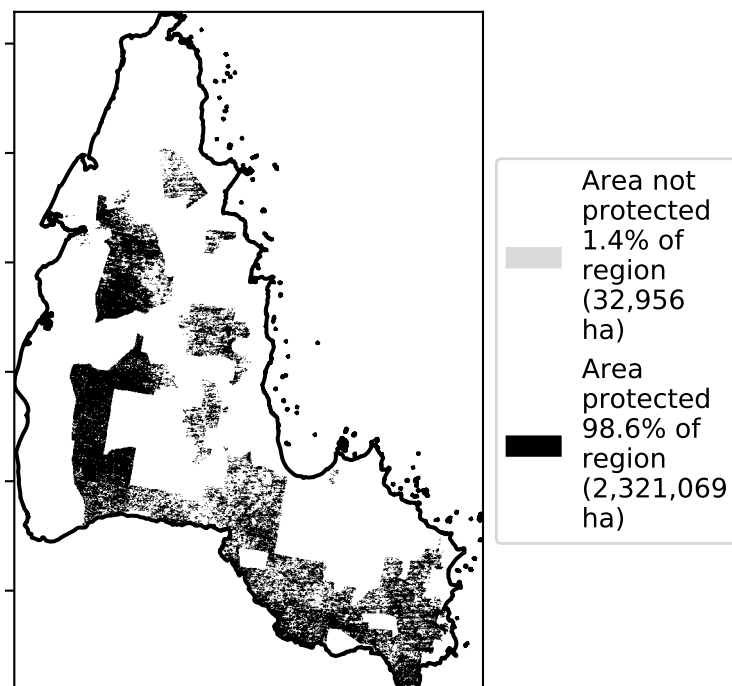 Area not
protected
1.4% of
region
(32,956
ha)
Area
protected
98.6% of
region
(2,321,069
ha)